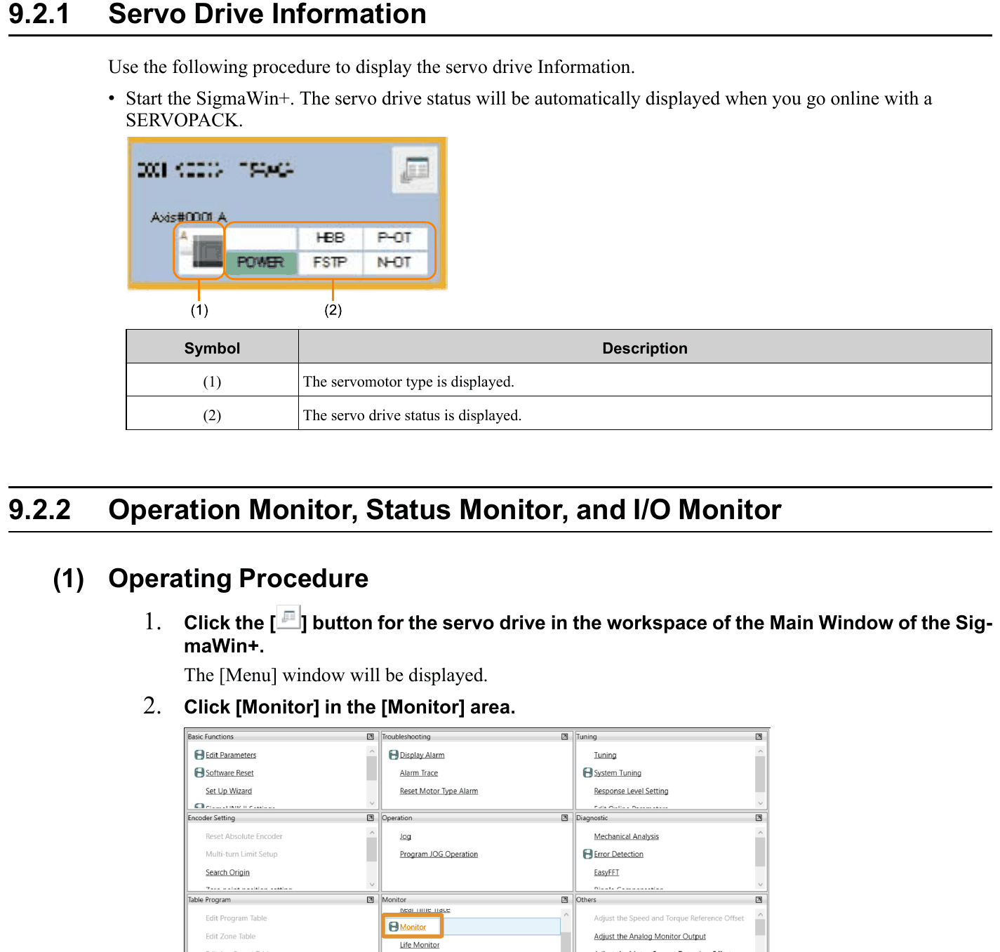 9.2.1 Servo Drive Information
Use the following procedure to display the servo drive Information.
• Start the SigmaWin+. The servo drive status will be automatically displayed when you go online with a
SERVOPACK.
Axis#0001 A
A
HBB P-OT
POWER FSTP N-OT
(1) (2)
Symbol Description
(1) The servomotor type is displayed.
(2) The servo drive status is displayed.
9.2.2 Operation Monitor, Status Monitor, and I/O Monitor
(1) Operating Procedure
1. Click the [ ] button for the servo drive in the workspace of the Main Window of the Sig-
maWin+.
The [Menu] window will be displayed.
2. Click [Monitor] in the [Monitor] area.
Basic Functions Troubleshooting Tuning
Edit Parameters Display Alarm Tuning
Software Reset Alarm Trace System Tuning
Set Up Wizard Reset Motor Type Alarm Response Level Setting
Encoder Setting Operation Diagnostic
Reset Absolute Encoder Jog Mechanical Analysis
Multi-turn Limit Setup Program JOG Operation Error Detection
Search Origin EasyFFT
Table Program Monitor Others
Real Time Trace
Edit Program Table Monitor Adjust the Speed and Torque Reference Offset
Edit Zone Table Life Monitor Adjust the Analog Monitor Output